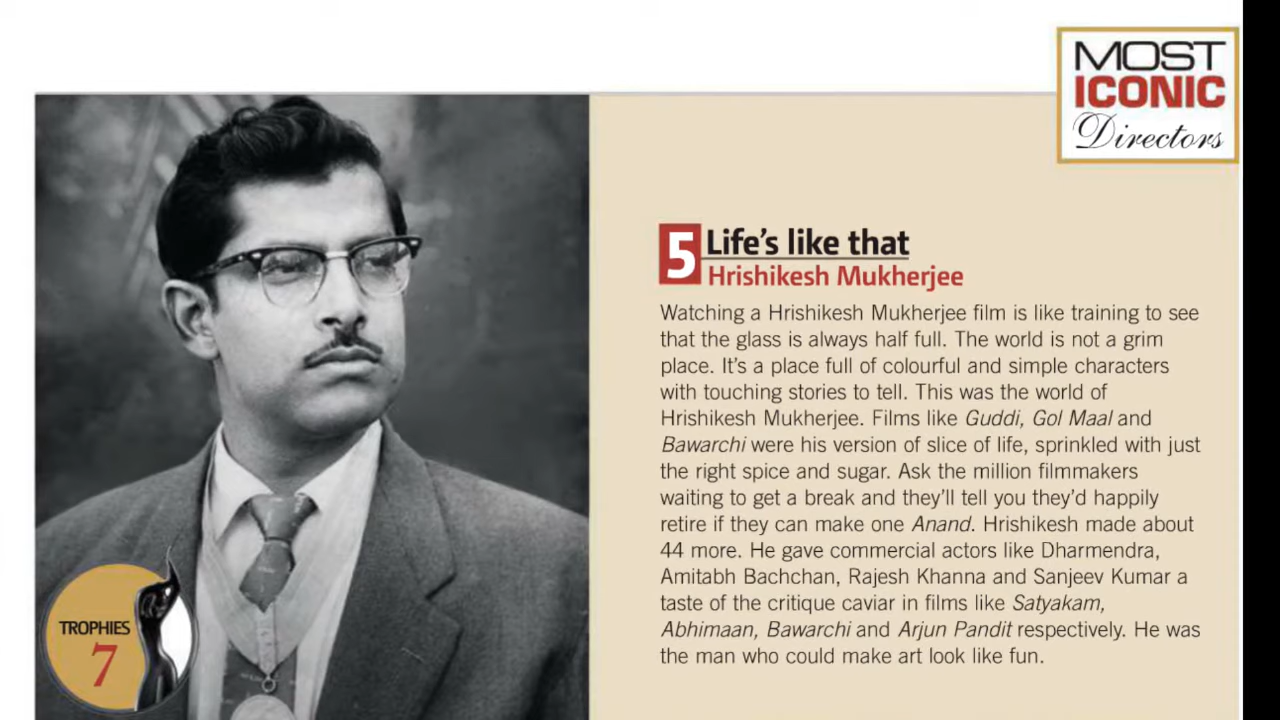 MOST
ICONIC
Directors
5 Life's like that
Hrishikesh Mukherjee
Watching a Hrishikesh Mukherjee film is like training to see
that the glass is always half full. The world is not a grim
place. It's a place full of colourful and simple characters
with touching stories to tell. This was the world of
Hrishikesh Mukherjee. Films like Guddi, Gol Maal and
Bawarchi were his version of slice of life, sprinkled with just
the right spice and sugar. Ask the million filmmakers
waiting to get a break and they'll tell you they'd happily
retire if they can make one Anand. Hrishikesh made about
44 more. He gave commercial actors like Dharmendra,
Amitabh Bachchan, Rajesh Khanna and Sanjeev Kumar a
taste of the critique caviar in films like Satyakam,
Abhimaan, Bawarchi and Arjun Pandit respectively. He was
the man who could make art look like fun.
TROPHIES
7